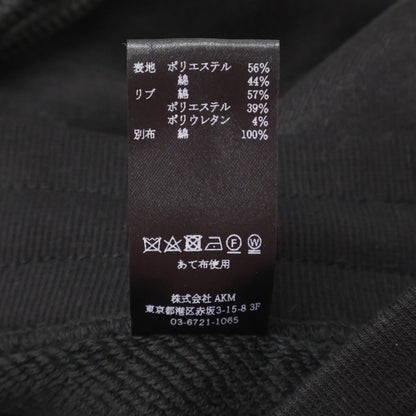 表地 ポリエステル 56%
綿 44%
リブ 綿 57%
ポリエステル 39%
ポリウレタン 4%
別布 綿 100%
F W
あて布使用
株式会社 AKM
東京都港区赤坂3-15-8 3F
03-6721-1065